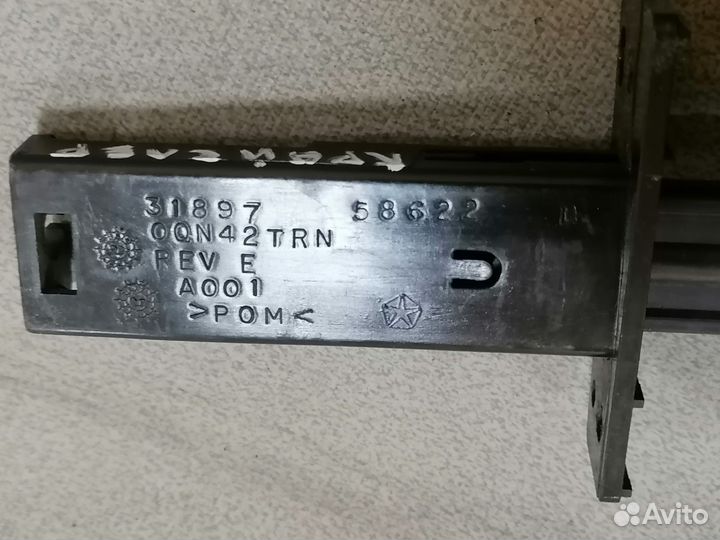 КРАЙСЛЕР
31897 58622
0QN42TRN
REV E
A001
>POM<
Avito